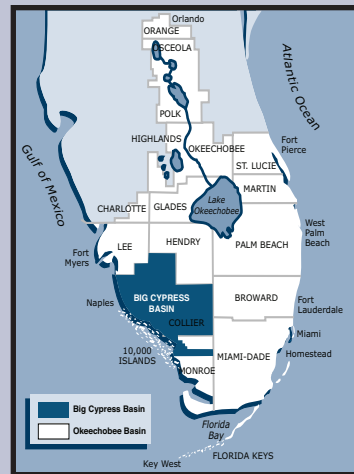 Orlando
ORANGE
OSCEOLA
Atlantic Ocean
POLK
HIGHLANDS
OKEECHOBEE
Fort
Pierce
ST. LUCIE
Gulf of Mexico
MARTIN
Lake
Okeechobee
CHARLOTTE
GLADES
West
Palm
Beach
LEE
HENDRY
PALM BEACH
Fort
Myers
BIG CYPRESS
BASIN
BROWARD
Naples
COLLIER
Fort
Lauderdale
10,000
ISLANDS
Miami
MIAMI-DADE
Homestead
MONROE
Big Cypress Basin
Okeechobee Basin
Florida
Bay
FLORIDA KEYS
Key West